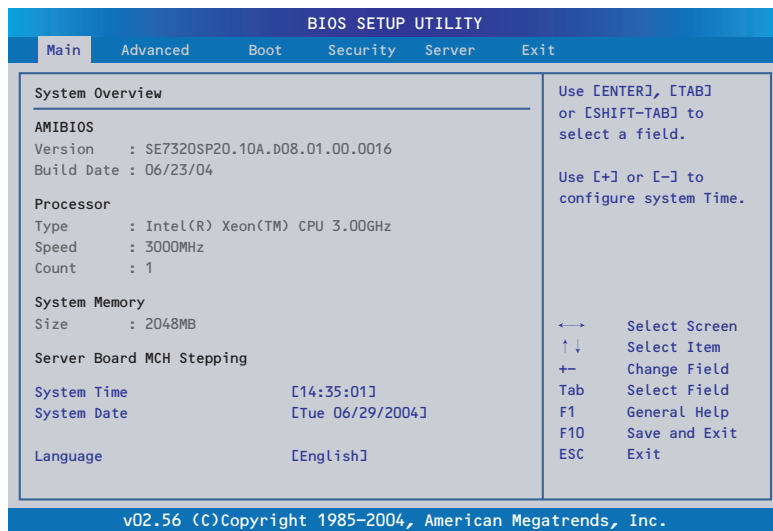 BIOS SETUP UTILITY
Main Advanced Boot Security Server Exit
System Overview
AMIBIOS
Version : SE7320SP20.10A.D08.01.00.0016
Build Date : 06/23/04
Processor
Type : Intel(R) Xeon(TM) CPU 3.00GHz
Speed : 3000MHz
Count : 1
System Memory
Size : 2048MB
Server Board MCH Stepping
System Time [14:35:01]
System Date [Tue 06/29/2004]
Language [English]
Use [ENTER], [TAB]
or [SHIFT-TAB] to
select a field.
Use [+] or [-] to
configure system Time.
←→ Select Screen
↑↓ Select Item
+- Change Field
Tab Select Field
F1 General Help
F10 Save and Exit
ESC Exit
v02.56 (C)Copyright 1985-2004, American Megatrends, Inc.